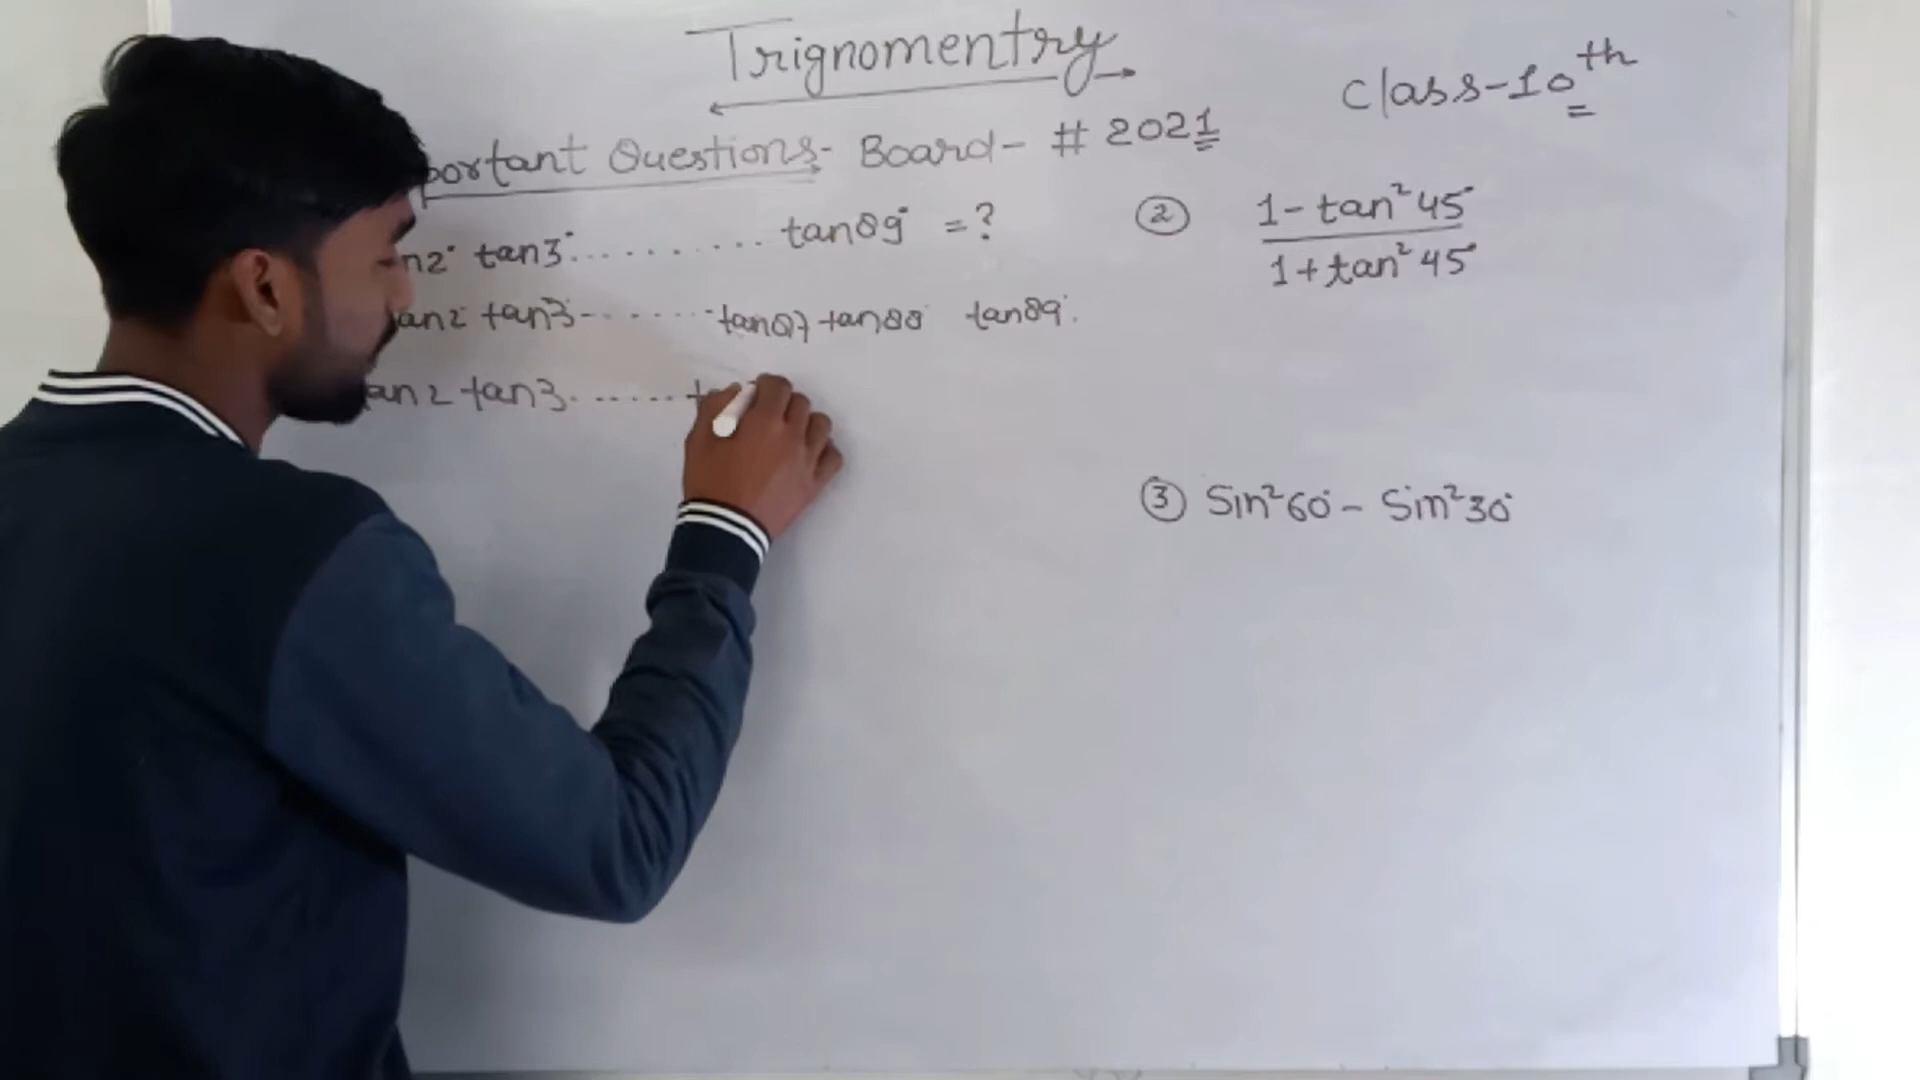 Trignomentry
Class-10th
portant Questions- Board- # 2021
n2° tan3°.......... tan89° = ?
an2 tan3-......tan87 tan88° tan89°.
an2 tan3.......
② 1-tan²45°
1+tan²45°
③ Sin²60°- Sin²30°